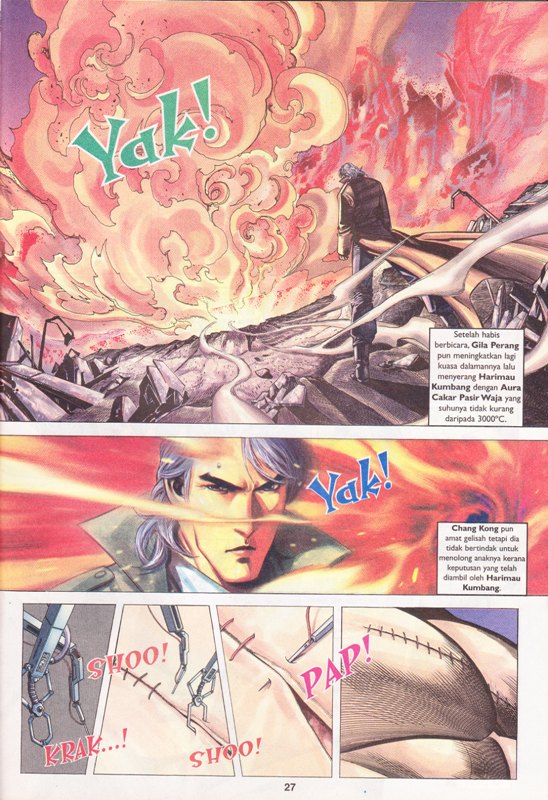 Yak!
Setelah habis
berbicara, Gila Perang
pun meningkatkan lagi
kuasa dalamannya lalu
menyerang Harimau
Kumbang dengan Aura
Cakar Pasir Waja yang
suhunya tidak kurang
daripada 3000°C.
Yak!
Chang Kong pun
amat gelisah tetapi dia
tidak bertindak untuk
menolong anaknya kerana
keputusan yang telah
diambil oleh Harimau
Kumbang.
SHOO!
KRAK...!
SHOO!
PAP!
27